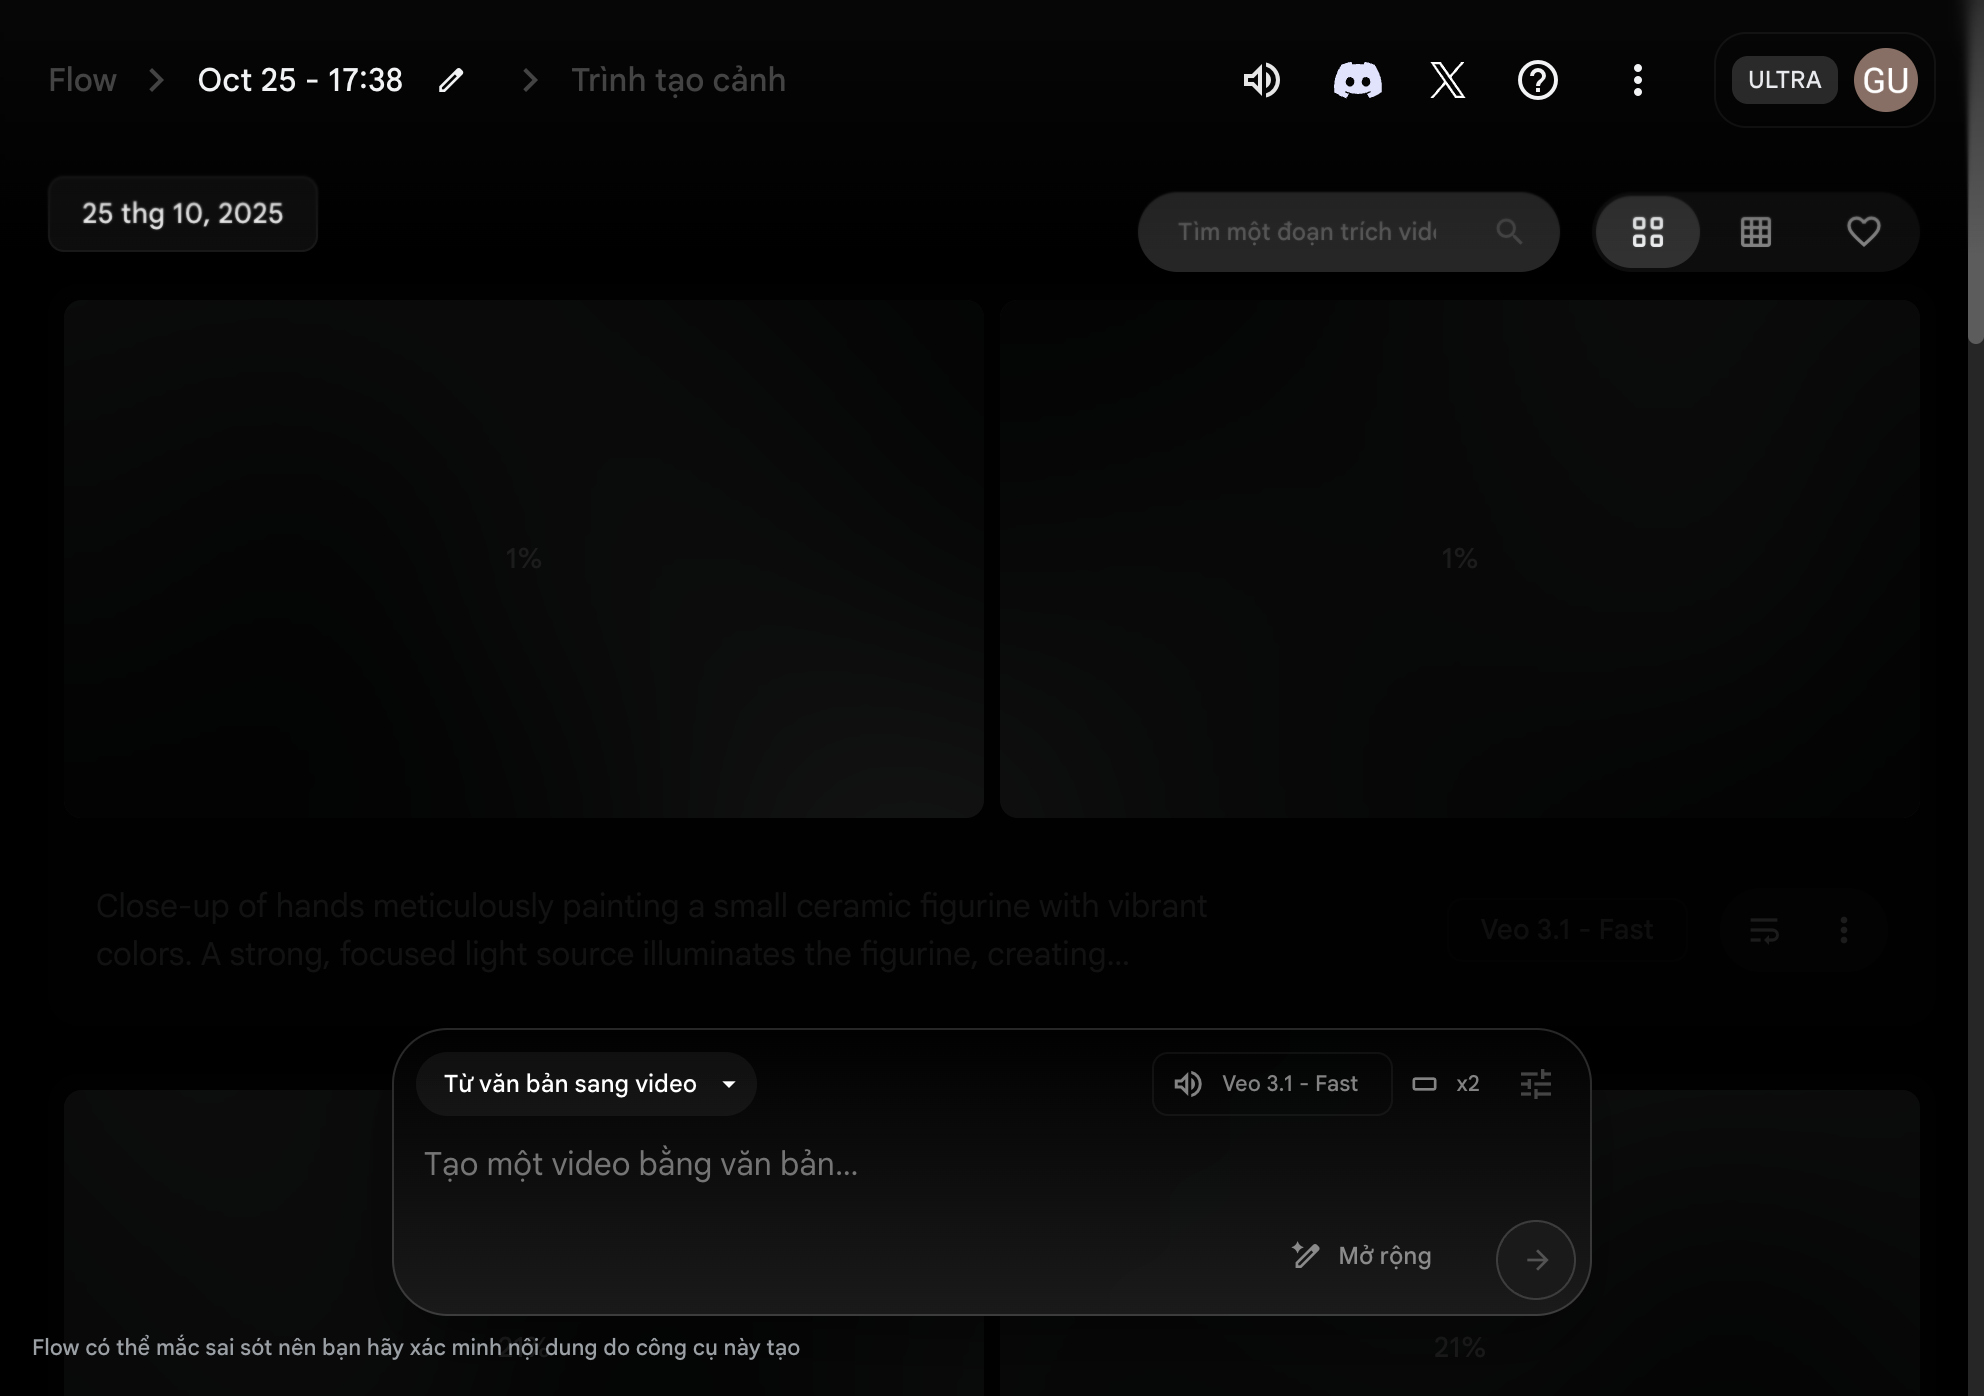 Flow
Oct 25 - 17:38
Trình tạo cảnh
ULTRA
GU
25 thg 10, 2025
Tìm một đoạn trích vide
1%
1%
Close-up of hands meticulously painting a small ceramic figurine with vibrant
colors. A strong, focused light source illuminates the figurine, creating...
Veo 3.1 - Fast
Từ văn bản sang video
Veo 3.1 - Fast
x2
Tạo một video bằng văn bản...
Mở rộng
Flow có thể mắc sai sót nên bạn hãy xác minh nội dung do công cụ này tạo
21%
21%